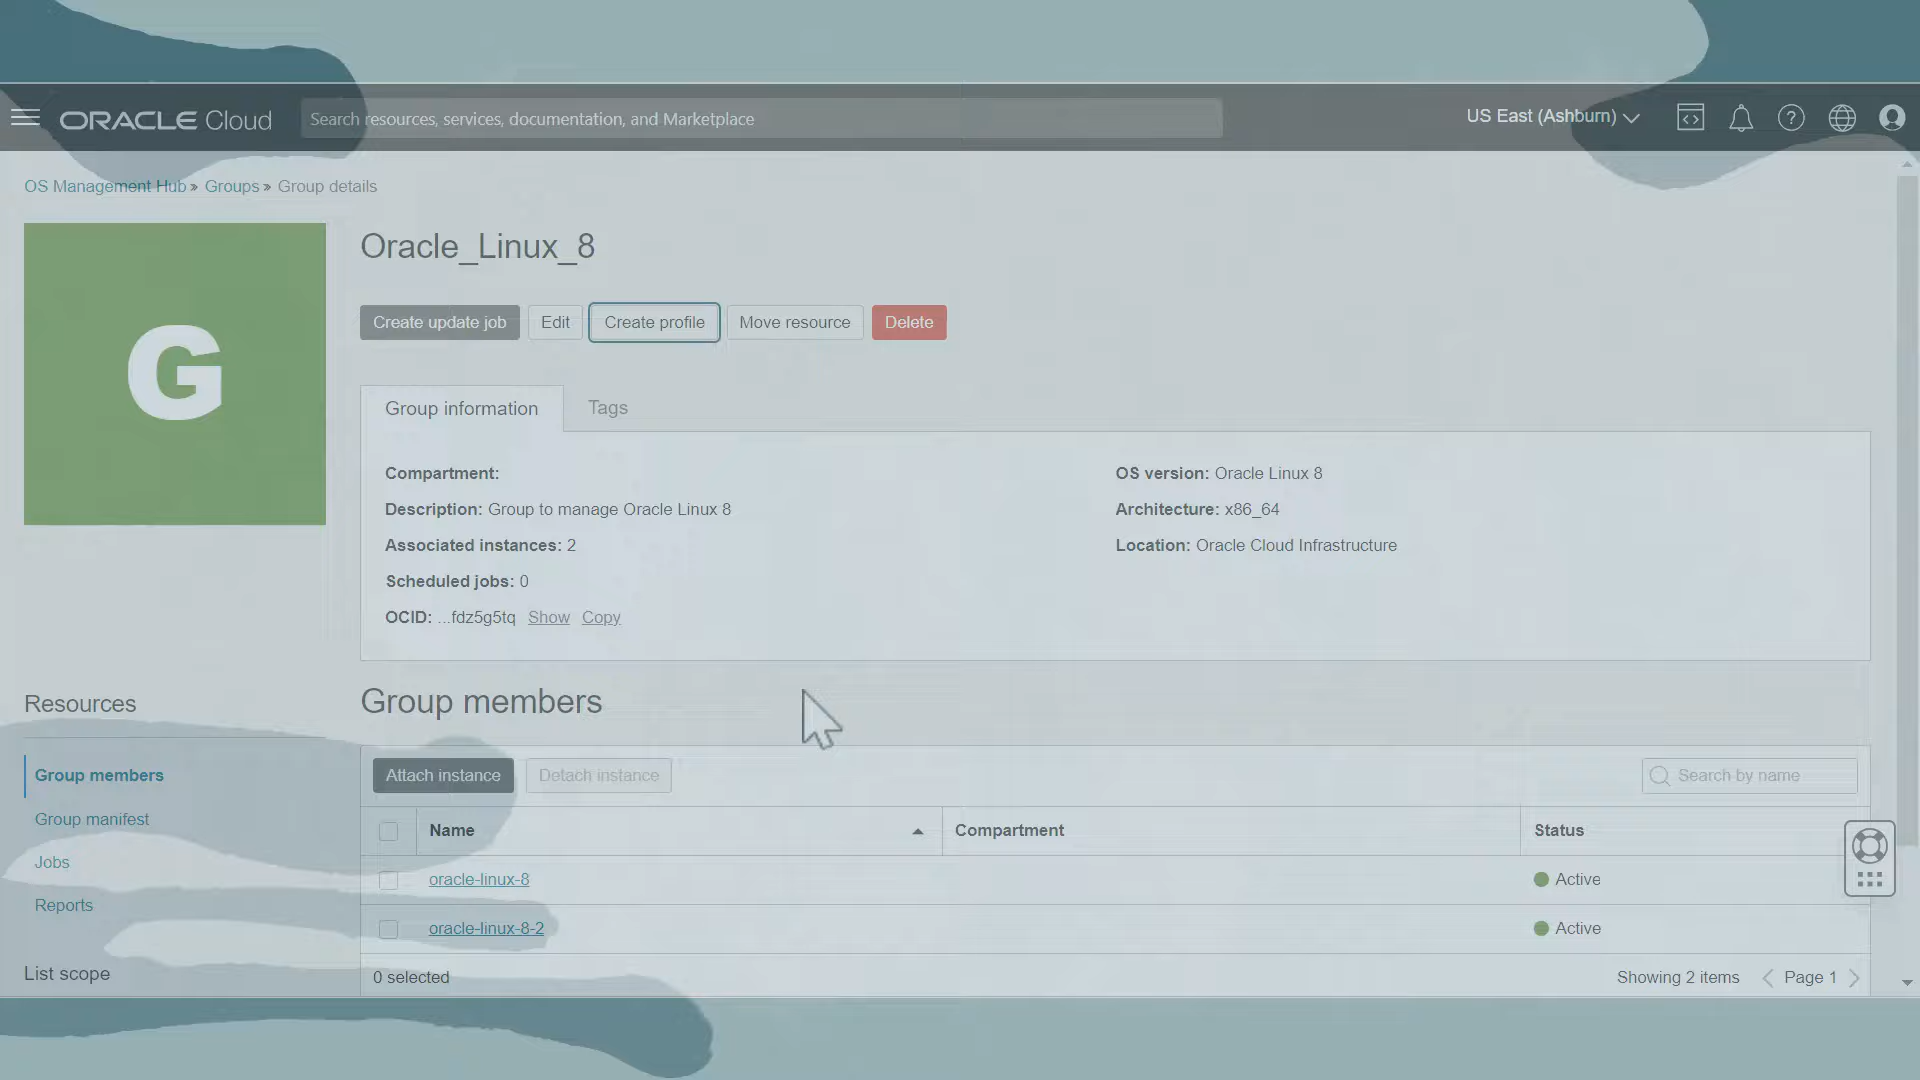 ORACLE Cloud
Search resources, services, documentation, and Marketplace
US East (Ashburn)
OS Management Hub » Groups » Group details
G
Oracle_Linux_8
Create update job
Edit
Create profile
Move resource
Delete
Group information
Tags
Compartment:
Description: Group to manage Oracle Linux 8
Associated instances: 2
Scheduled jobs: 0
OCID: ...fdz5g5tq Show Copy
OS version: Oracle Linux 8
Architecture: x86_64
Location: Oracle Cloud Infrastructure
Resources
Group members
Group manifest
Jobs
Reports
List scope
Group members
Attach instance
Detach instance
Search by name
Name
Compartment
Status
oracle-linux-8
Active
oracle-linux-8-2
Active
0 selected
Showing 2 items
Page 1